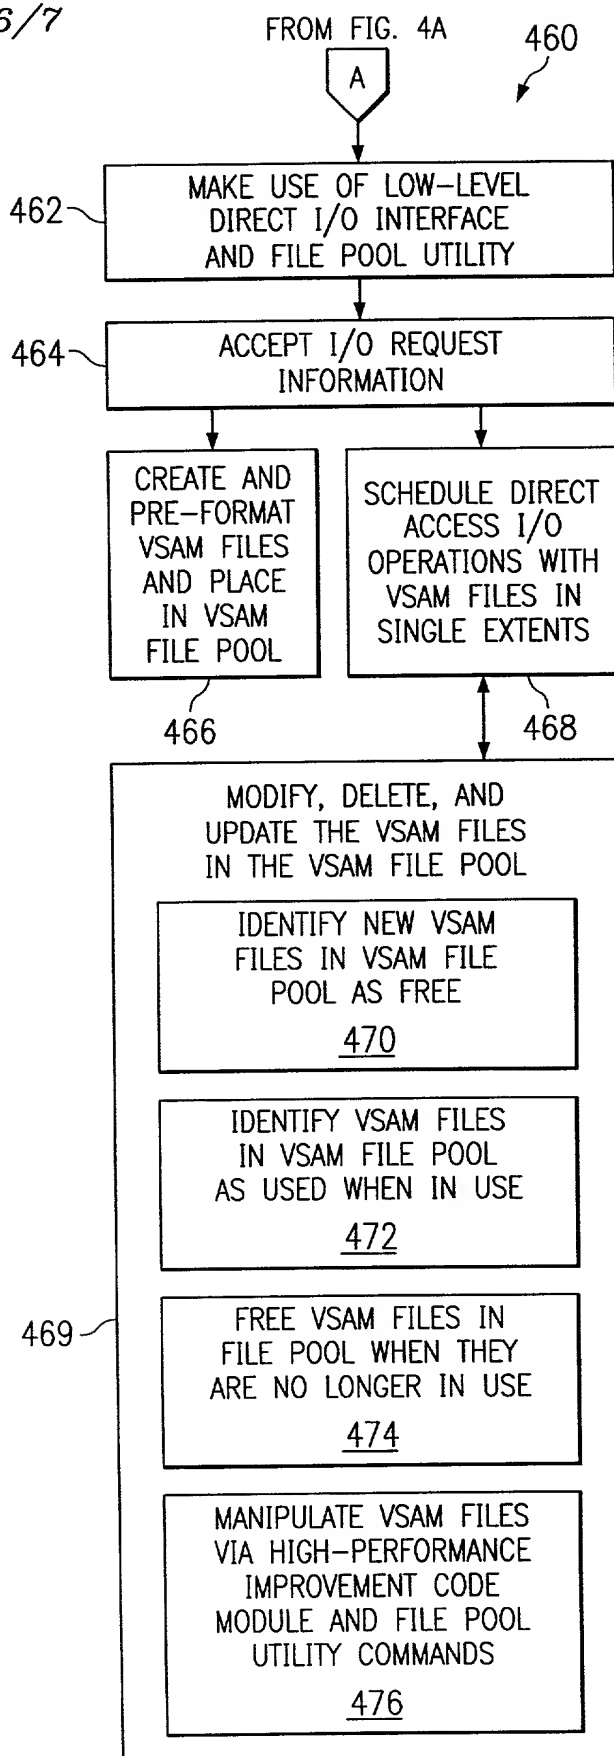 6/7
FROM FIG. 4A
A
460
462
MAKE USE OF LOW-LEVEL
DIRECT I/O INTERFACE
AND FILE POOL UTILITY
464
ACCEPT I/O REQUEST
INFORMATION
CREATE AND
PRE-FORMAT
VSAM FILES
AND PLACE
IN VSAM
FILE POOL
466
SCHEDULE DIRECT
ACCESS I/O
OPERATIONS WITH
VSAM FILES IN
SINGLE EXTENTS
468
MODIFY, DELETE, AND
UPDATE THE VSAM FILES
IN THE VSAM FILE POOL
IDENTIFY NEW VSAM
FILES IN VSAM FILE
POOL AS FREE
470
IDENTIFY VSAM FILES
IN VSAM FILE POOL
AS USED WHEN IN USE
472
469
FREE VSAM FILES IN
FILE POOL WHEN THEY
ARE NO LONGER IN USE
474
MANIPULATE VSAM FILES
VIA HIGH-PERFORMANCE
IMPROVEMENT CODE
MODULE AND FILE POOL
UTILITY COMMANDS
476